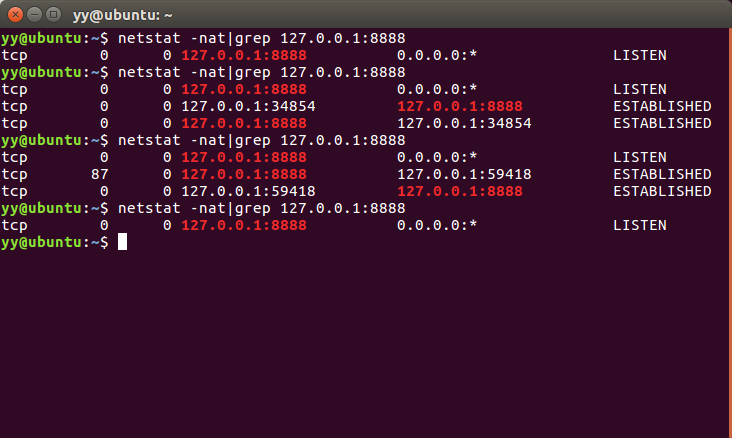 yy@ubuntu: ~
yy@ubuntu:~$ netstat -nat|grep 127.0.0.1:8888
tcp        0      0 127.0.0.1:8888          0.0.0.0:*               LISTEN
yy@ubuntu:~$ netstat -nat|grep 127.0.0.1:8888
tcp        0      0 127.0.0.1:8888          0.0.0.0:*               LISTEN
tcp        0      0 127.0.0.1:34854         127.0.0.1:8888          ESTABLISHED
tcp        0      0 127.0.0.1:8888          127.0.0.1:34854         ESTABLISHED
yy@ubuntu:~$ netstat -nat|grep 127.0.0.1:8888
tcp        0      0 127.0.0.1:8888          0.0.0.0:*               LISTEN
tcp       87      0 127.0.0.1:8888          127.0.0.1:59418         ESTABLISHED
tcp        0      0 127.0.0.1:59418         127.0.0.1:8888          ESTABLISHED
yy@ubuntu:~$ netstat -nat|grep 127.0.0.1:8888
tcp        0      0 127.0.0.1:8888          0.0.0.0:*               LISTEN
yy@ubuntu:~$